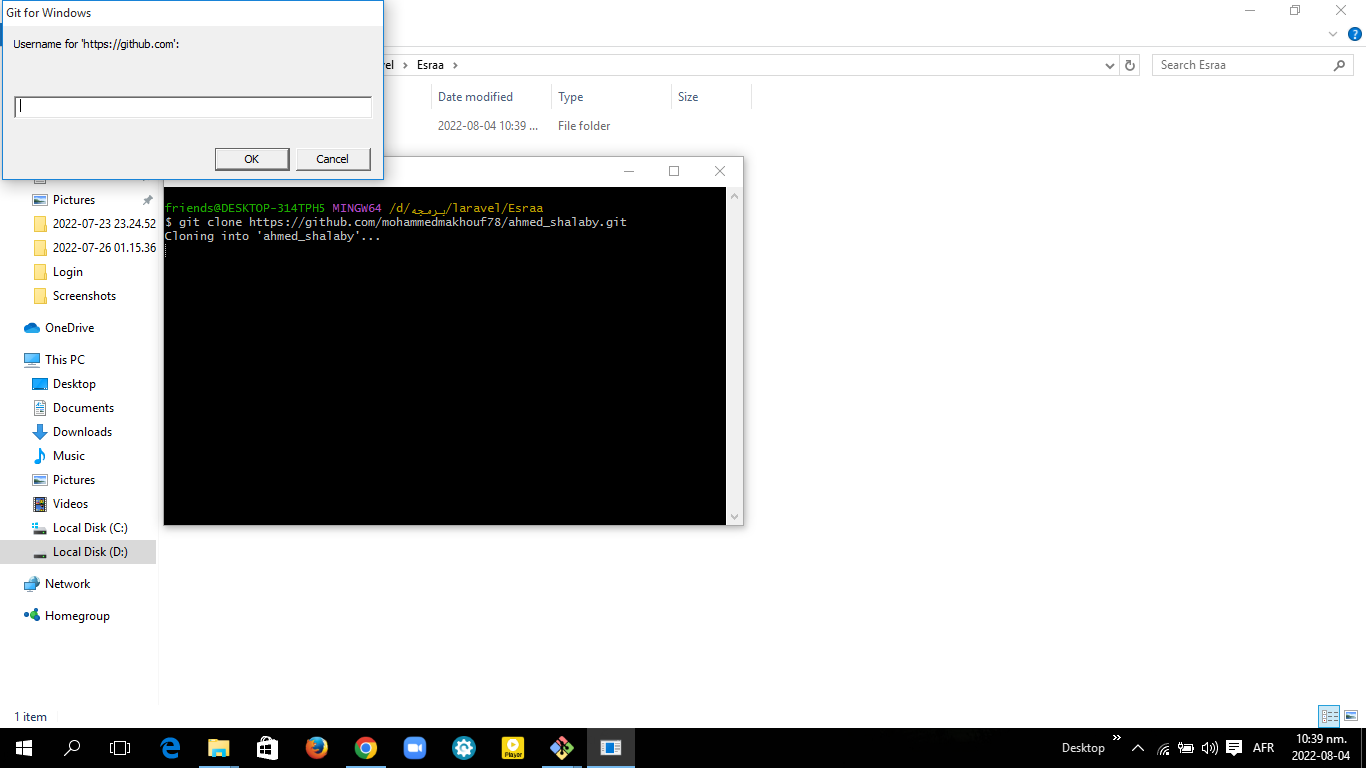 Git for Windows
Username for 'https://github.com':
OK
Cancel
el › Esraa ›
Search Esraa
Date modified
Type
Size
2022-08-04 10:39 ...
File folder
Pictures
2022-07-23 23.24.52
2022-07-26 01.15.36
Login
Screenshots
OneDrive
This PC
Desktop
Documents
Downloads
Music
Pictures
Videos
Local Disk (C:)
Local Disk (D:)
Network
Homegroup
friends@DESKTOP-314TPH5 MINGW64 /d/برمجه/laravel/Esraa
$ git clone https://github.com/mohammedmakhouf78/ahmed_shalaby.git
Cloning into 'ahmed_shalaby'...
1 item
Player
Desktop
AFR
10:39 nm.
2022-08-04